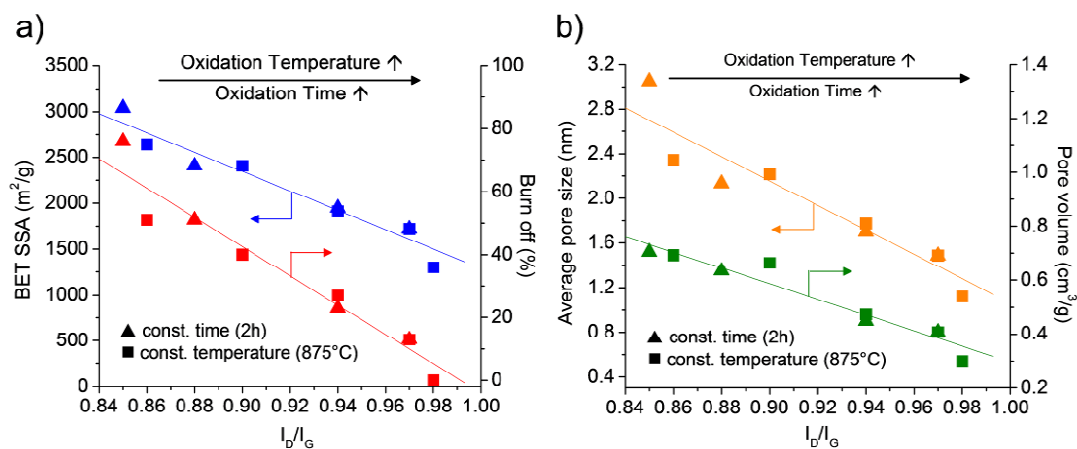 a)
Oxidation Temperature ↑
Oxidation Time ↑
3500
3000
2500
2000
1500
1000
500
0
BET SSA (m²/g)
100
80
60
40
20
0
Burn off (%)
▲ const. time (2h)
■ const. temperature (875°C)
0.84 0.86 0.88 0.90 0.92 0.94 0.96 0.98 1.00
I_D/I_G
b)
Oxidation Temperature ↑
Oxidation Time ↑
3.2
2.8
2.4
2.0
1.6
1.2
0.8
0.4
Average pore size (nm)
1.4
1.2
1.0
0.8
0.6
0.4
0.2
Pore volume (cm³/g)
▲ const. time (2h)
■ const. temperature (875°C)
0.84 0.86 0.88 0.90 0.92 0.94 0.96 0.98 1.00
I_D/I_G